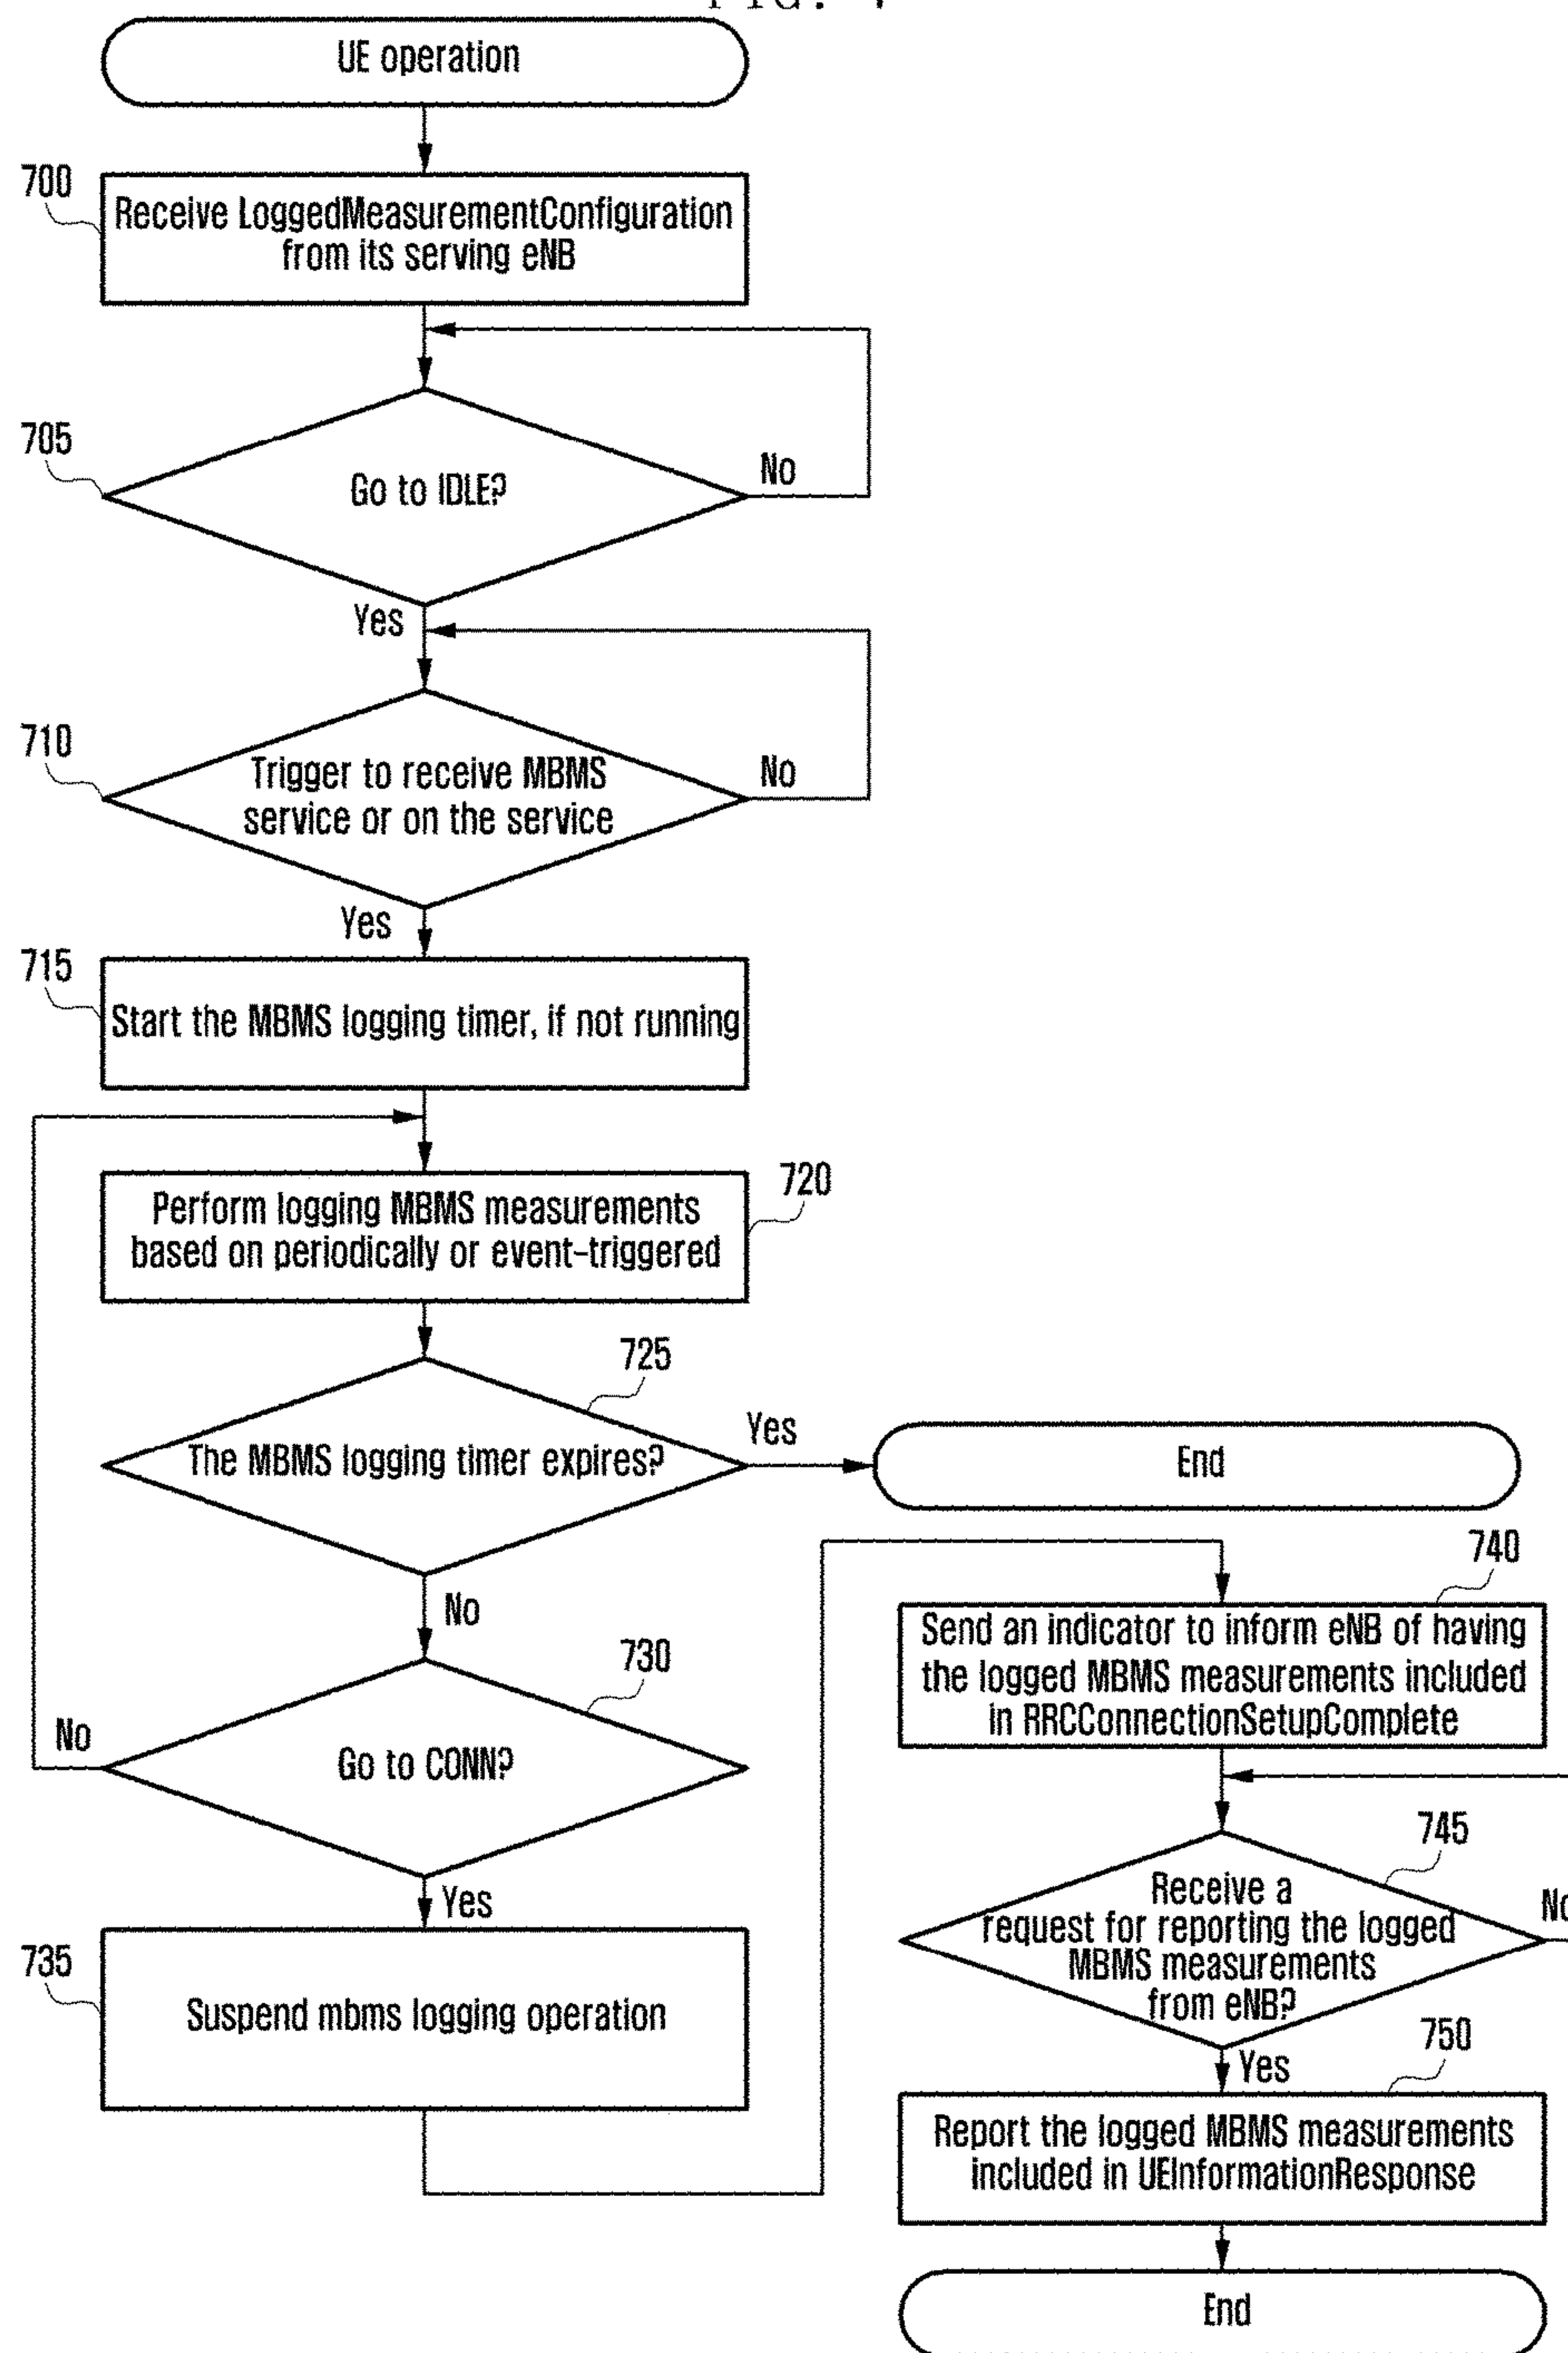 UE operation
700
Receive LoggedMeasurementConfiguration
from its serving eNB
705
Go to IDLE?
No
Yes
710
Trigger to receive MBMS
service or on the service
No
Yes
715
Start the MBMS logging timer, if not running
720
Perform logging MBMS measurements
based on periodically or event-triggered
725
The MBMS logging timer expires?
Yes
End
No
730
Go to CONN?
No
Yes
735
Suspend mbms logging operation
740
Send an indicator to inform eNB of having
the logged MBMS measurements included
in RRCConnectionSetupComplete
745
Receive a
request for reporting the logged
MBMS measurements
from eNB?
No
Yes
750
Report the logged MBMS measurements
included in UEInformationResponse
End